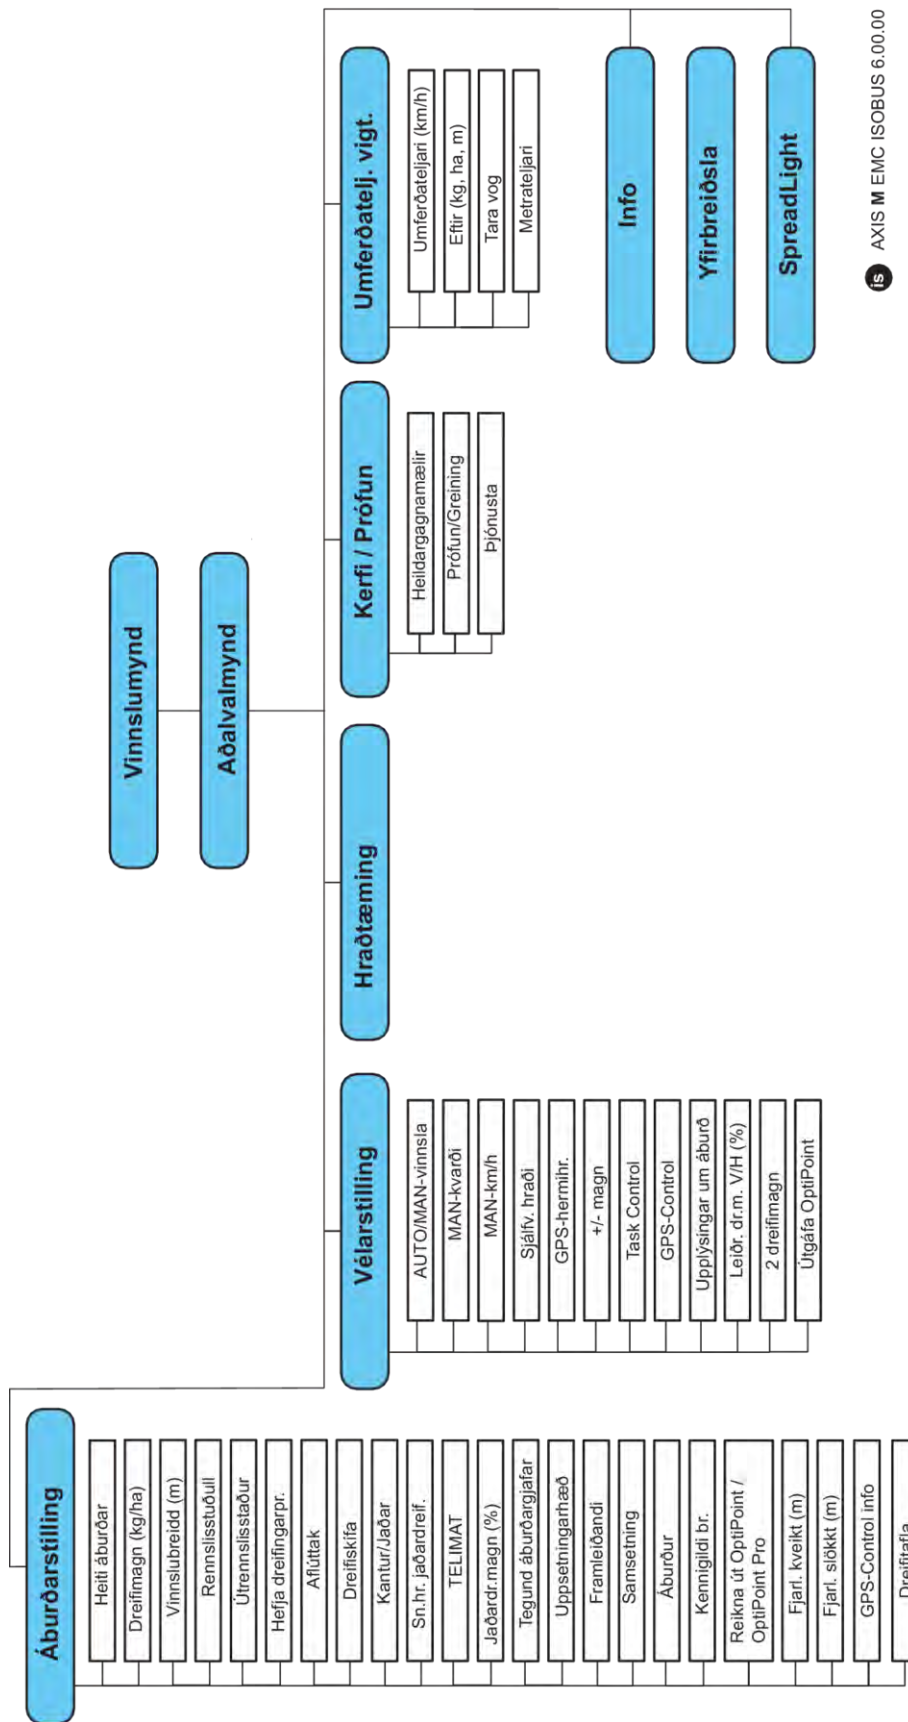 Vinnslumynd
Aðalvalmynd
Áburðarstilling
Heiti áburðar
Dreifimagn (kg/ha)
Vinnslubreidd (m)
Rennslisstuðull
Útrennslisstaður
Hefja dreifingarpr.
Aflúttak
Dreifiskífa
Kantur/Jaðar
Sn.hr. jaðardreif.
TELIMAT
Jaðardr.magn (%)
Tegund áburðargjafar
Uppsetningarhæð
Framleiðandi
Samsetning
Áburður
Kennigildi br.
Reikna út OptiPoint /
OptiPoint Pro
Fjarl. kveikt (m)
Fjarl. slökkt (m)
GPS-Control info
Dreifitafla
Vélarstilling
AUTO/MAN-vinnsla
MAN-kvarði
MAN-km/h
Sjálfv. hraði
GPS-hermihr.
+/- magn
Task Control
GPS-Control
Upplýsingar um áburð
Leiðr. dr.m. V/H (%)
2 dreifimagn
Útgáfa OptiPoint
Hraðtæming
Kerfi / Prófun
Heildargagnamælir
Prófun/Greining
Þjónusta
Umferðatelj. vigt.
Umferðateljari (km/h)
Eftir (kg, ha, m)
Tara vog
Metrateljari
Info
Yfirbreiðsla
SpreadLight
is AXIS M EMC ISOBUS 6.00.00